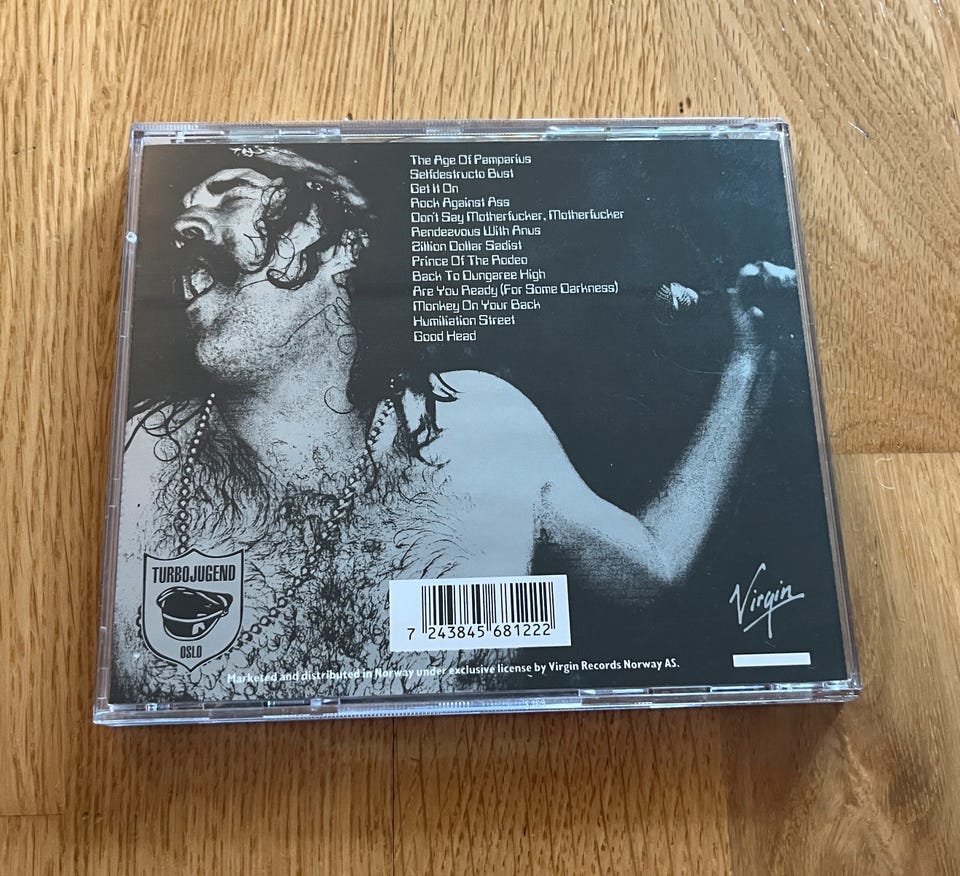 The Age Of Pamparius
Selfdestructo Bust
Get It On
Rock Against Ass
Don't Say Motherfucker, Motherfucker
Rendezvous With Anus
Zillion Dollar Sadist
Prince Of The Rodeo
Back To Dungaree High
Are You Ready (For Some Darkness)
Monkey On Your Back
Humiliation Street
Good Head
TURBOJUGEND
OSLO
7 243845 681222
Virgin
Marketed and distributed in Norway under exclusive license by Virgin Records Norway AS.